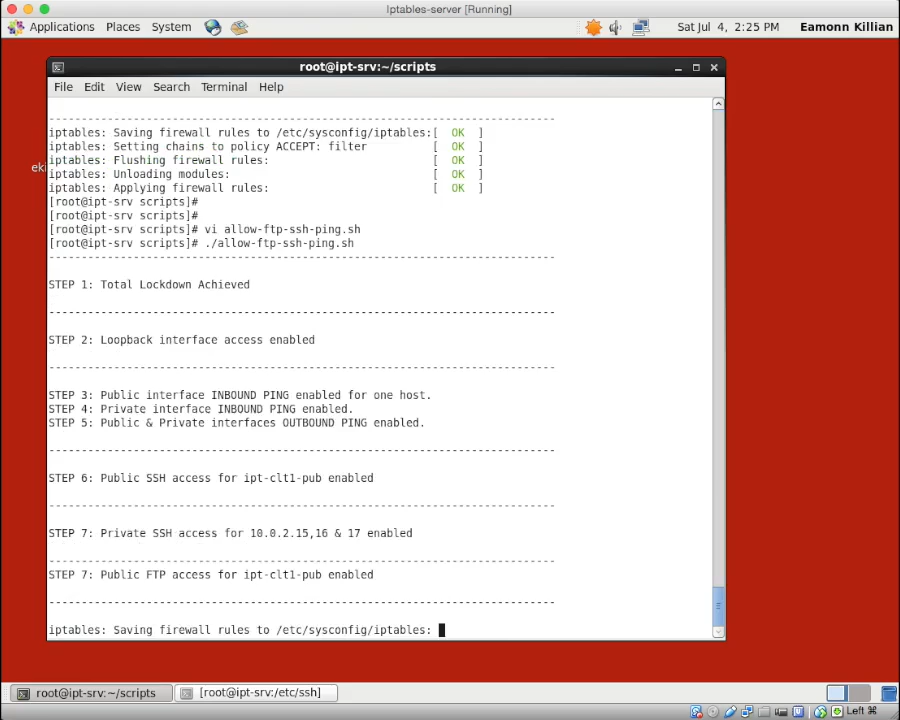 Iptables-server [Running]
Applications Places System Sat Jul 4, 2:25 PM Eamonn Killian
root@ipt-srv:~/scripts
File Edit View Search Terminal Help
------------------------------------------------------------------------------
iptables: Saving firewall rules to /etc/sysconfig/iptables:[ OK ]
iptables: Setting chains to policy ACCEPT: filter [ OK ]
iptables: Flushing firewall rules: [ OK ]
eki
iptables: Unloading modules: [ OK ]
iptables: Applying firewall rules: [ OK ]
[root@ipt-srv scripts]#
[root@ipt-srv scripts]#
[root@ipt-srv scripts]# vi allow-ftp-ssh-ping.sh
[root@ipt-srv scripts]# ./allow-ftp-ssh-ping.sh
------------------------------------------------------------------------------
STEP 1: Total Lockdown Achieved
------------------------------------------------------------------------------
STEP 2: Loopback interface access enabled
------------------------------------------------------------------------------
STEP 3: Public interface INBOUND PING enabled for one host.
STEP 4: Private interface INBOUND PING enabled.
STEP 5: Public & Private interfaces OUTBOUND PING enabled.
------------------------------------------------------------------------------
STEP 6: Public SSH access for ipt-clt1-pub enabled
------------------------------------------------------------------------------
STEP 7: Private SSH access for 10.0.2.15,16 & 17 enabled
------------------------------------------------------------------------------
STEP 7: Public FTP access for ipt-clt1-pub enabled
------------------------------------------------------------------------------
iptables: Saving firewall rules to /etc/sysconfig/iptables:
root@ipt-srv:~/scripts [root@ipt-srv:/etc/ssh]
Left ⌘